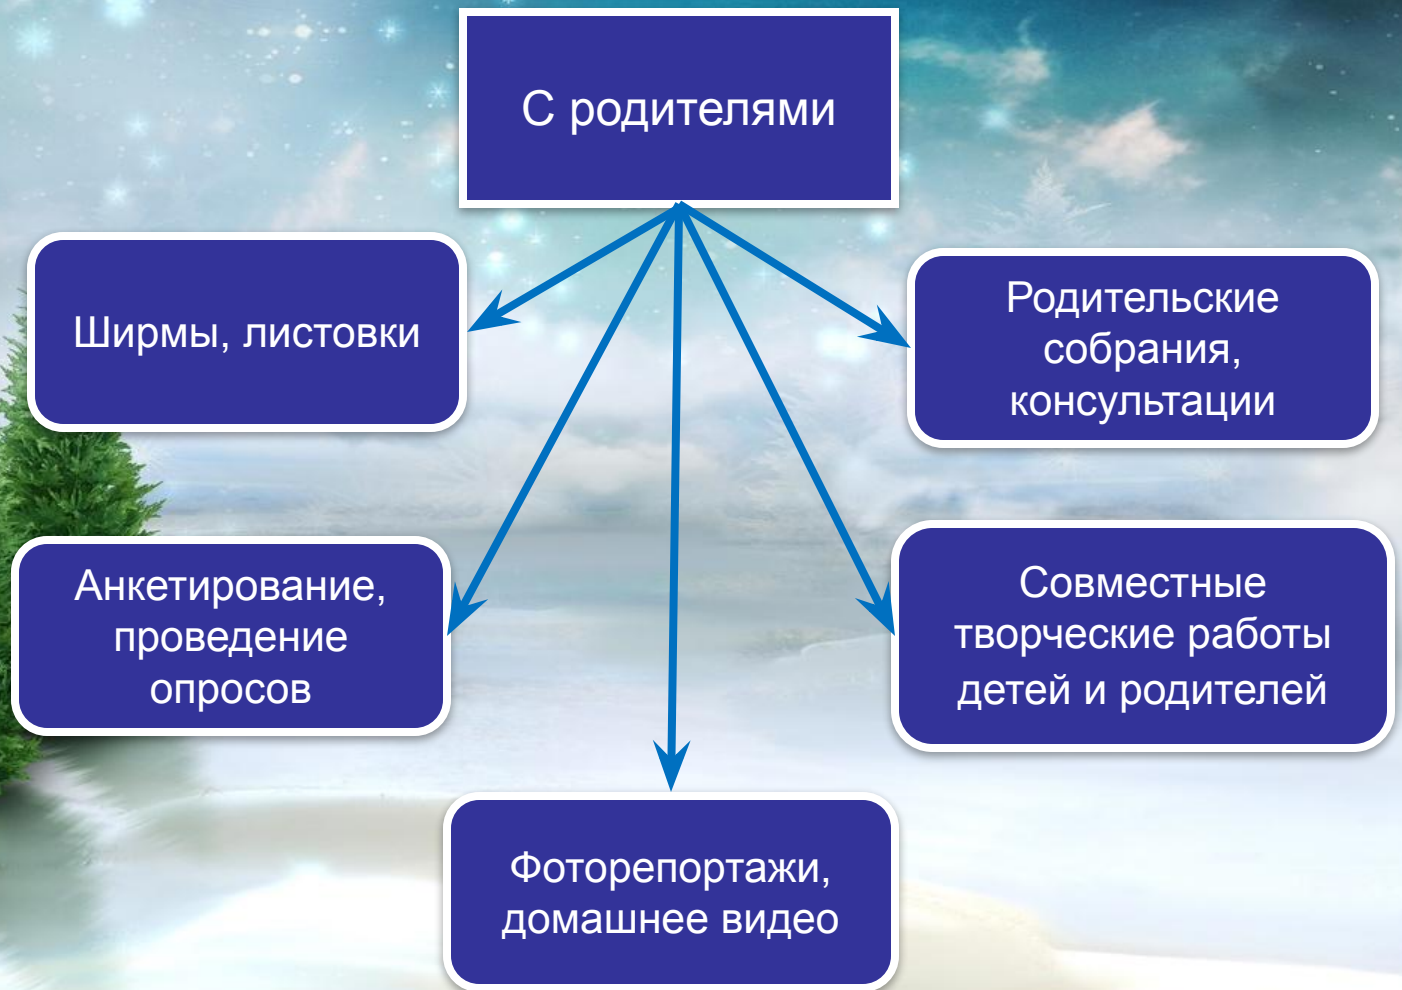 С родителями
Ширмы, листовки
Родительские
собрания,
консультации
Анкетирование,
проведение
опросов
Совместные
творческие работы
детей и родителей
Фоторепортажи,
домашнее видео